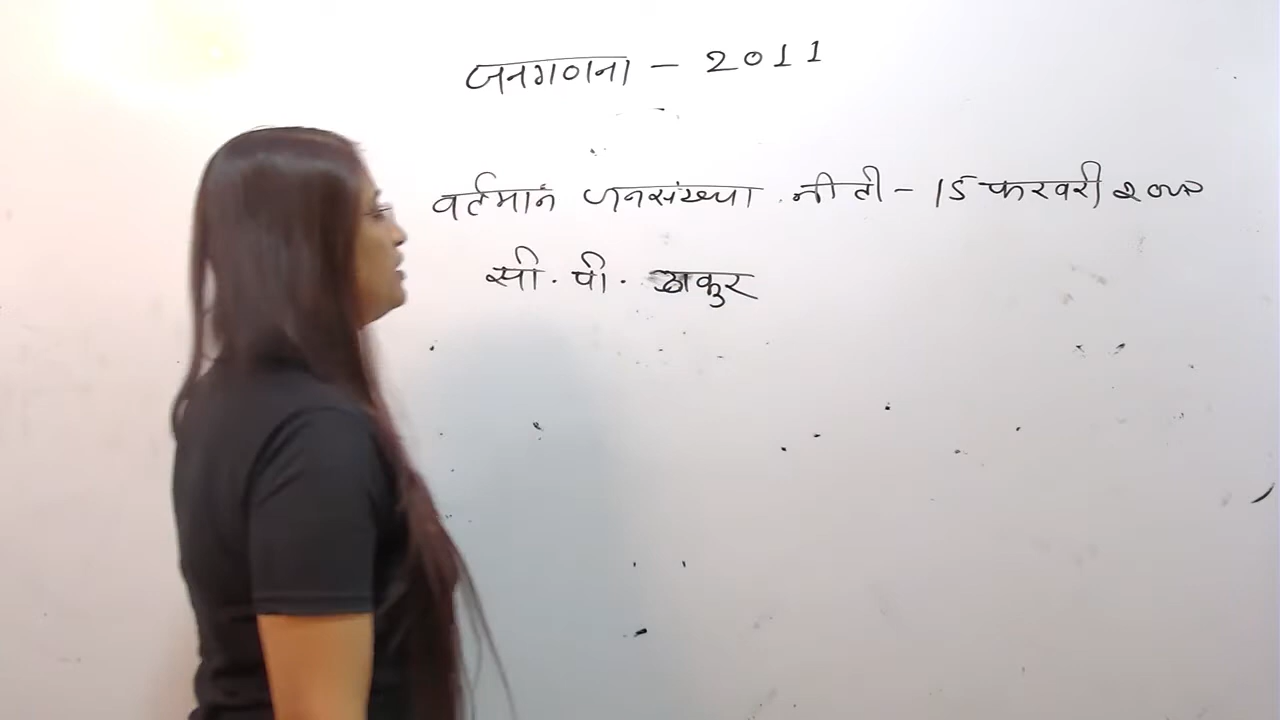 जनगणना - 2011
वर्तमान जनसंख्या नीती - 15 फरवरी 2000
सी. पी. ठाकुर